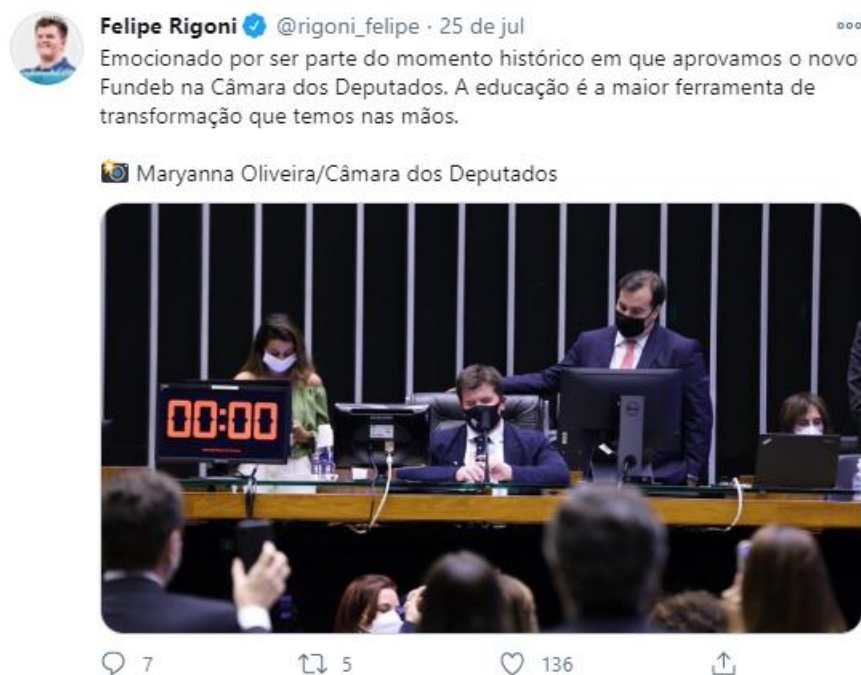 Felipe Rigoni @rigoni_felipe · 25 de jul
Emocionado por ser parte do momento histórico em que aprovamos o novo
Fundeb na Câmara dos Deputados. A educação é a maior ferramenta de
transformação que temos nas mãos.
Maryanna Oliveira/Câmara dos Deputados
00:00
DELL
7 5 136